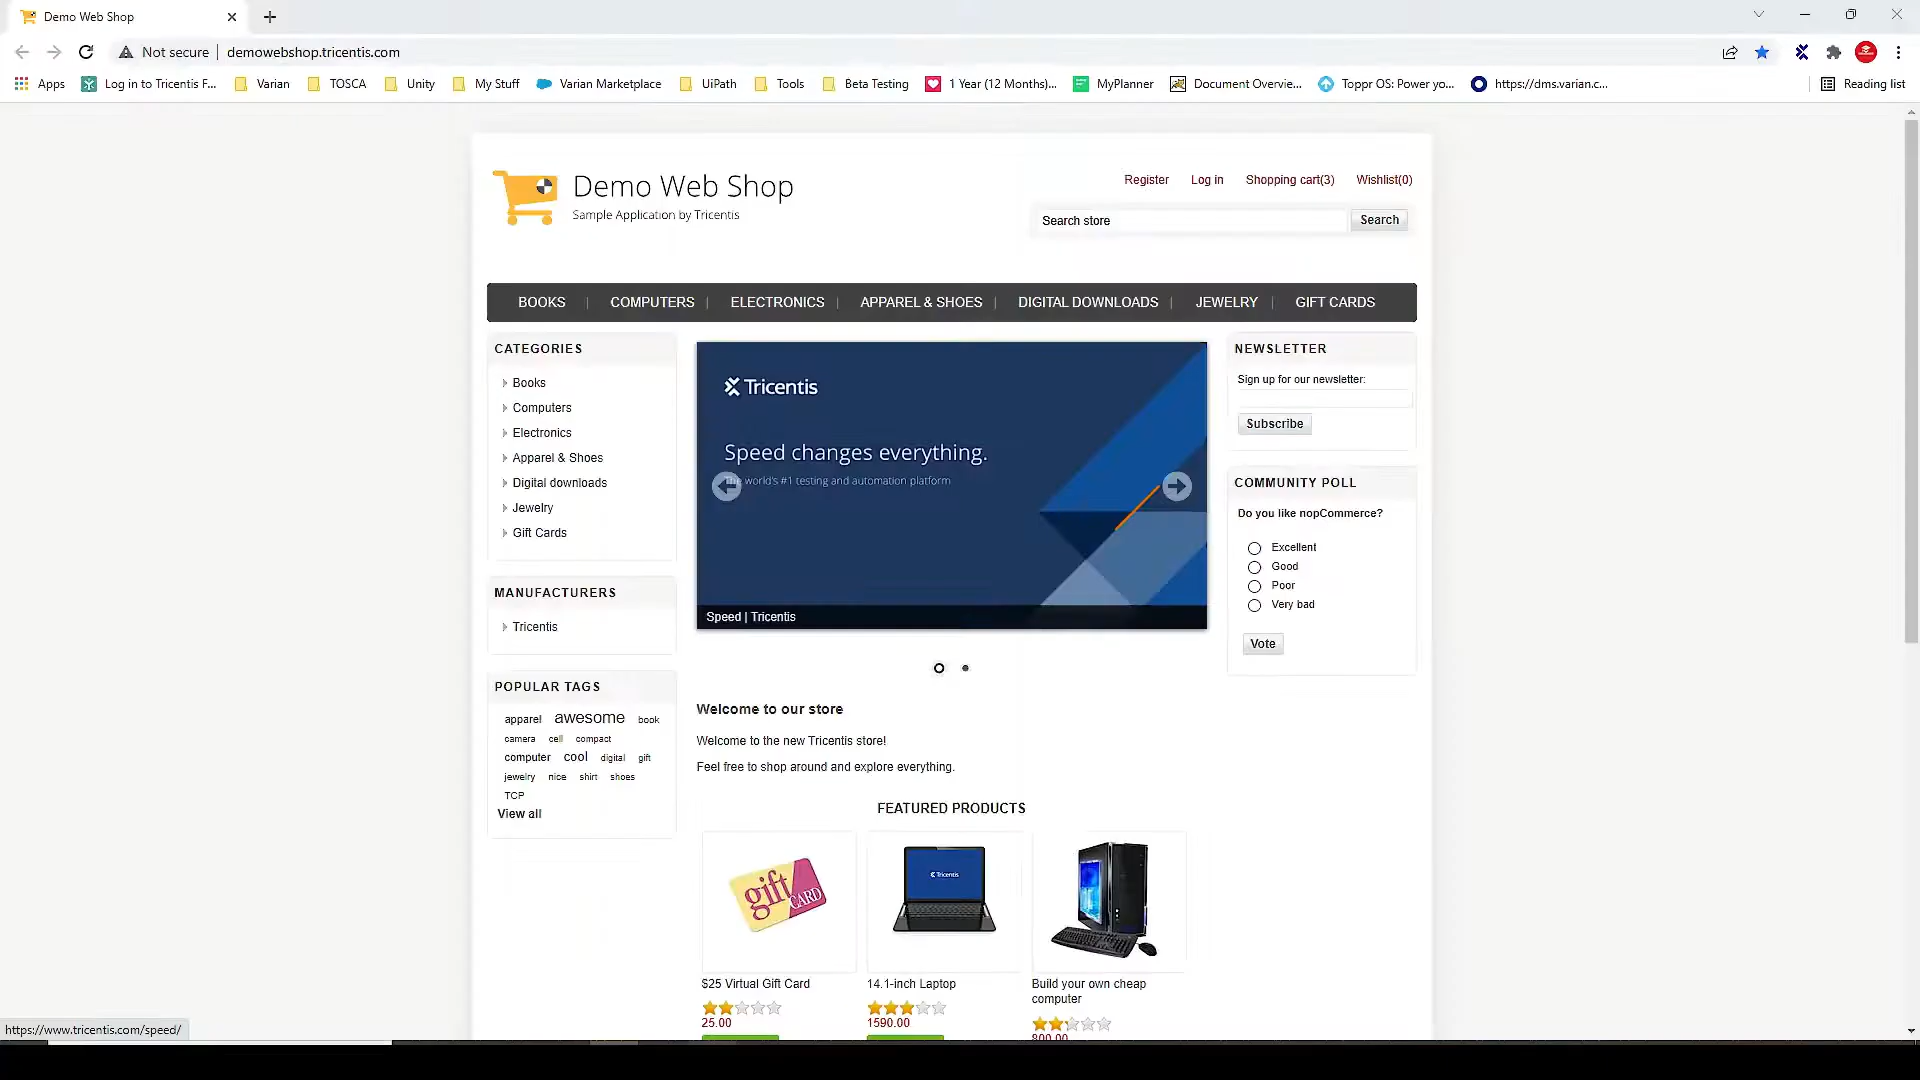 Demo Web Shop
Not secure | demowebshop.tricentis.com
Apps Log in to Tricentis F... Varian TOSCA Unity My Stuff Varian Marketplace UiPath Tools Beta Testing 1 Year (12 Months)... MyPlanner Document Overvie... Toppr OS: Power yo... https://dms.varian.c... Reading list
Demo Web Shop
Sample Application by Tricentis
Register Log in Shopping cart(3) Wishlist(0)
Search store Search
BOOKS | COMPUTERS | ELECTRONICS | APPAREL & SHOES | DIGITAL DOWNLOADS | JEWELRY | GIFT CARDS
CATEGORIES
Books
Computers
Electronics
Apparel & Shoes
Digital downloads
Jewelry
Gift Cards
MANUFACTURERS
Tricentis
POPULAR TAGS
apparel awesome book
camera cell compact
computer cool digital gift
jewelry nice shirt shoes
TCP
View all
Tricentis
Speed changes everything.
The world's #1 testing and automation platform
Speed | Tricentis
Welcome to our store
Welcome to the new Tricentis store!
Feel free to shop around and explore everything.
FEATURED PRODUCTS
gift CARD
Tricentis
$25 Virtual Gift Card
25.00
14.1-inch Laptop
1590.00
Build your own cheap
computer
800.00
NEWSLETTER
Sign up for our newsletter:
Subscribe
COMMUNITY POLL
Do you like nopCommerce?
Excellent
Good
Poor
Very bad
Vote
https://www.tricentis.com/speed/